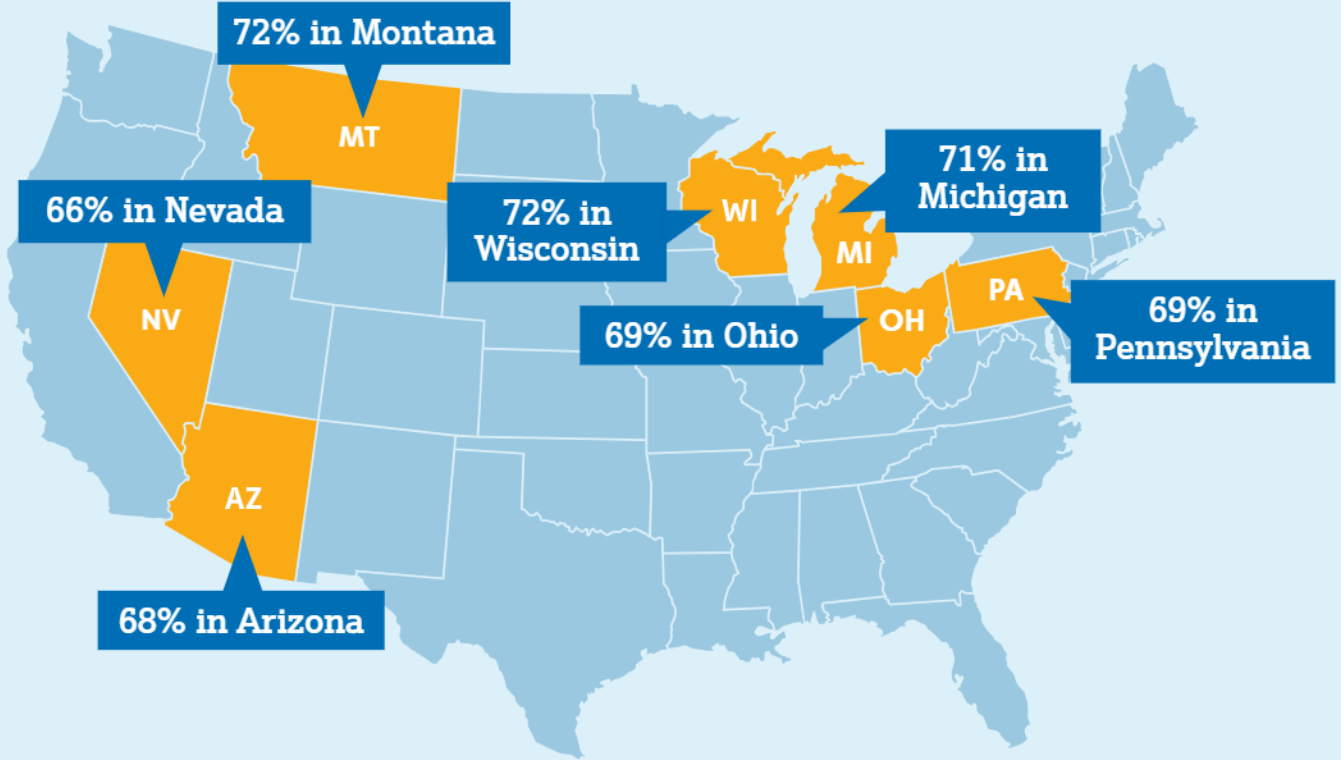 72% in Montana
MT
66% in Nevada
NV
72% in
Wisconsin
WI
71% in
Michigan
MI
69% in Ohio
OH
PA
69% in
Pennsylvania
AZ
68% in Arizona